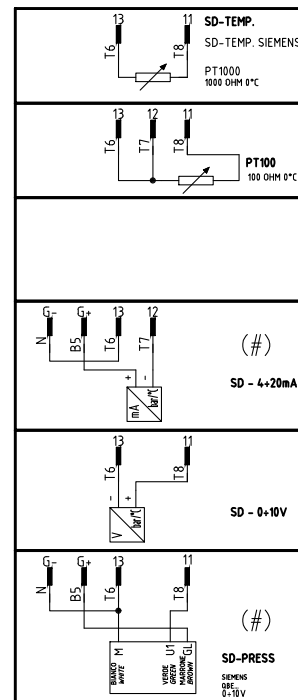 13 11 SD-TEMP.
SD-TEMP. SIEMENS
T6 T8
PT1000
1000 OHM 0°C
13 12 11
T6 T7 T8
PT100
100 OHM 0°C
G- G+ 13 12
N B5 T6 T7
(#)
+ -
mA bar/°C
SD - 4÷20mA
13 11
T6 T8
- +
V bar/°C
SD - 0÷10V
G- G+ 13 11
N B5 T6 T8
(#)
M U1 GL
BIANCO VERDE MARRONE
WHITE GREEN BROWN
SD-PRESS
SIEMENS
QBE..
0÷10V